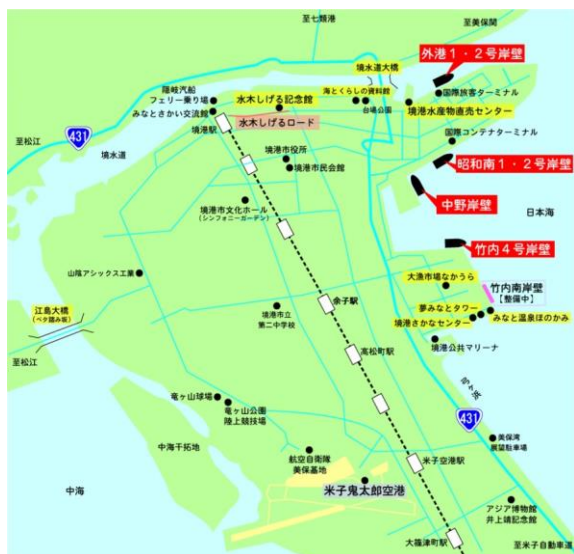 至七類港
至美保関
外港１・２号岸壁
境水道大橋
隠岐汽船
フェリー乗り場
みなとさかい交流館
境港駅
水木しげる記念館
水木しげるロード
海とくらしの資料館
台場公園
国際旅客ターミナル
境港水産物直売センター
国際コンテナターミナル
至松江
431
境水道
境港市役所
境港市民会館
昭和南１・２号岸壁
中野岸壁
日本海
境港市文化ホール
(シンフォニーガーデン)
竹内４号岸壁
山陰アシックス工業
大漁市場なかうら
竹内南岸壁
【整備中】
江島大橋
(ベタ踏み坂)
余子駅
夢みなとタワー
みなと温泉ほのかみ
境港さかなセンター
境港市立
第二中学校
境港公共マリーナ
至松江
高松町駅
弓ヶ浜
竜ヶ山球場
竜ヶ山公園
陸上競技場
431
美保湾
展望駐車場
中海干拓地
航空自衛隊
美保基地
米子空港駅
中海
米子鬼太郎空港
アジア博物館
井上靖記念館
大篠津町駅
至米子自動車道